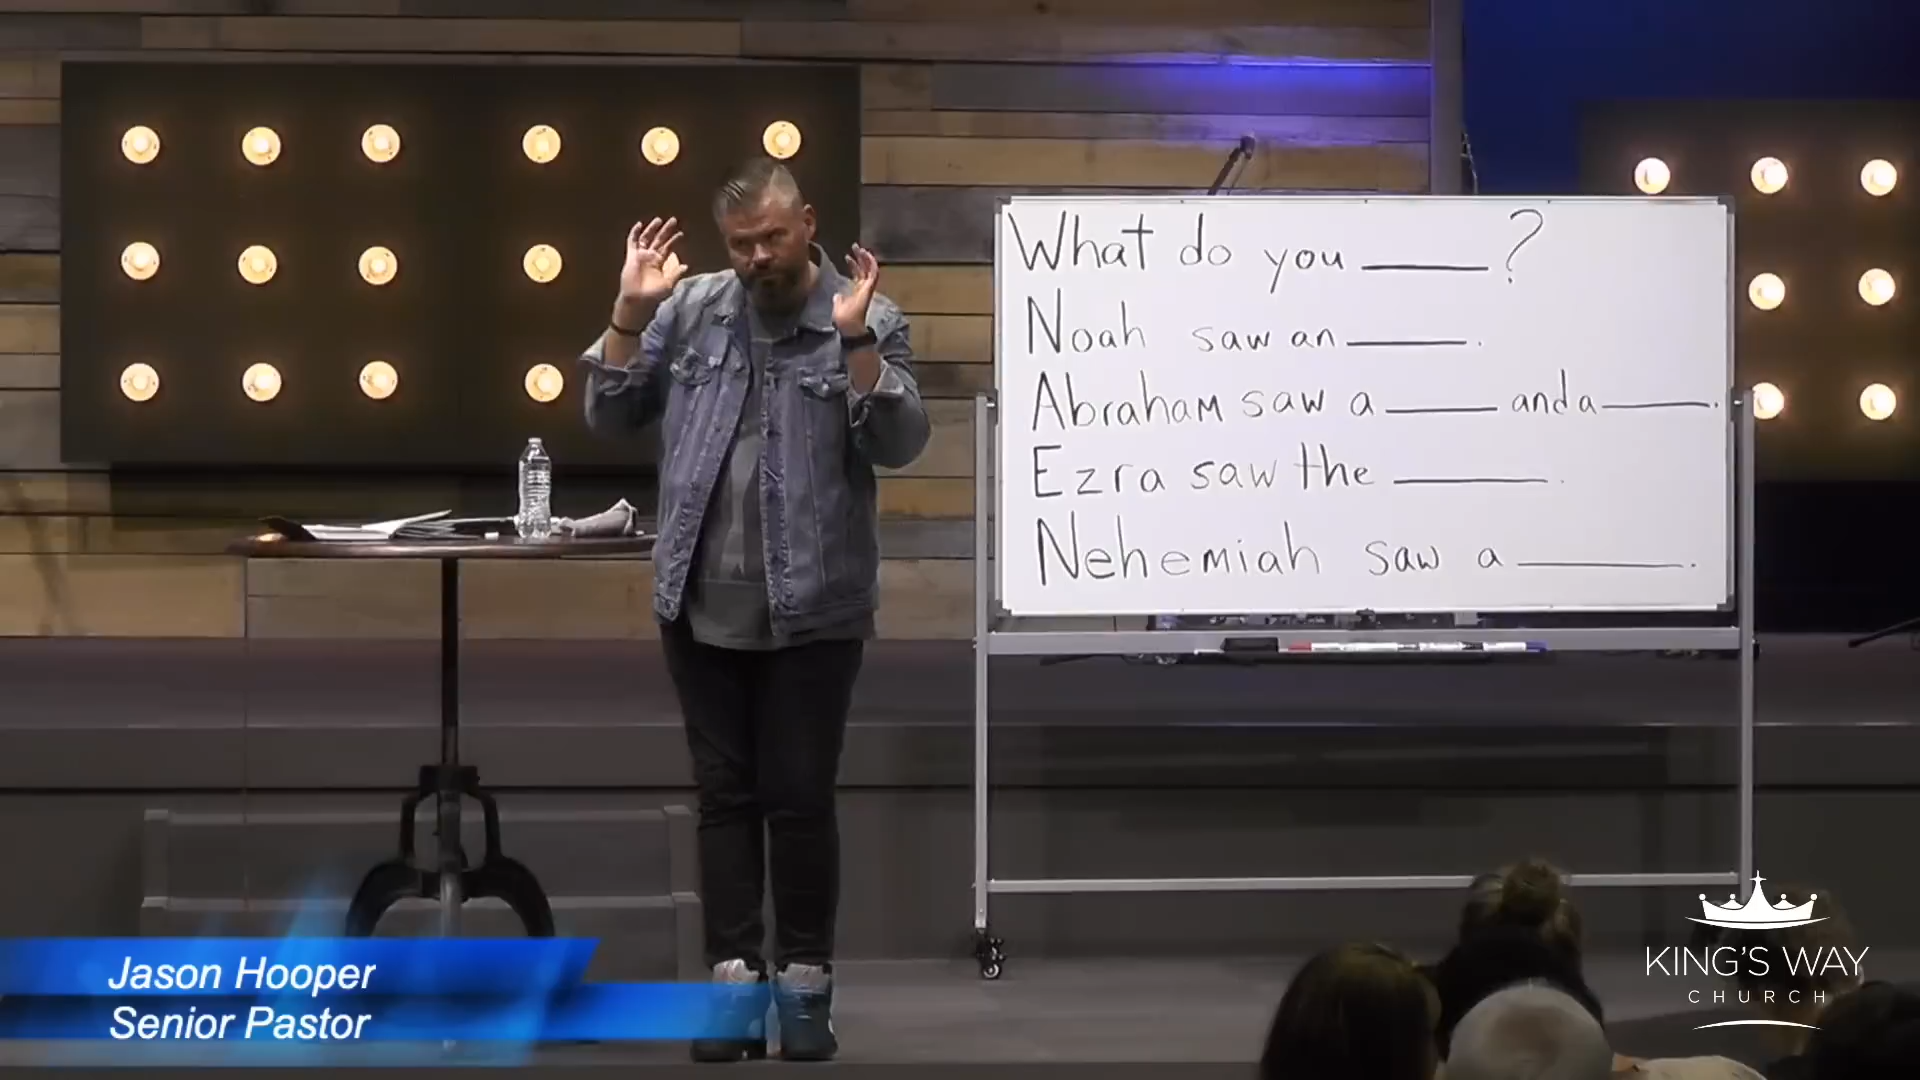 What do you ____ ?
Noah saw an ____.
Abraham saw a ____ and a ____.
Ezra saw the ____.
Nehemiah saw a ____.
Jason Hooper
Senior Pastor
KING'S WAY
CHURCH